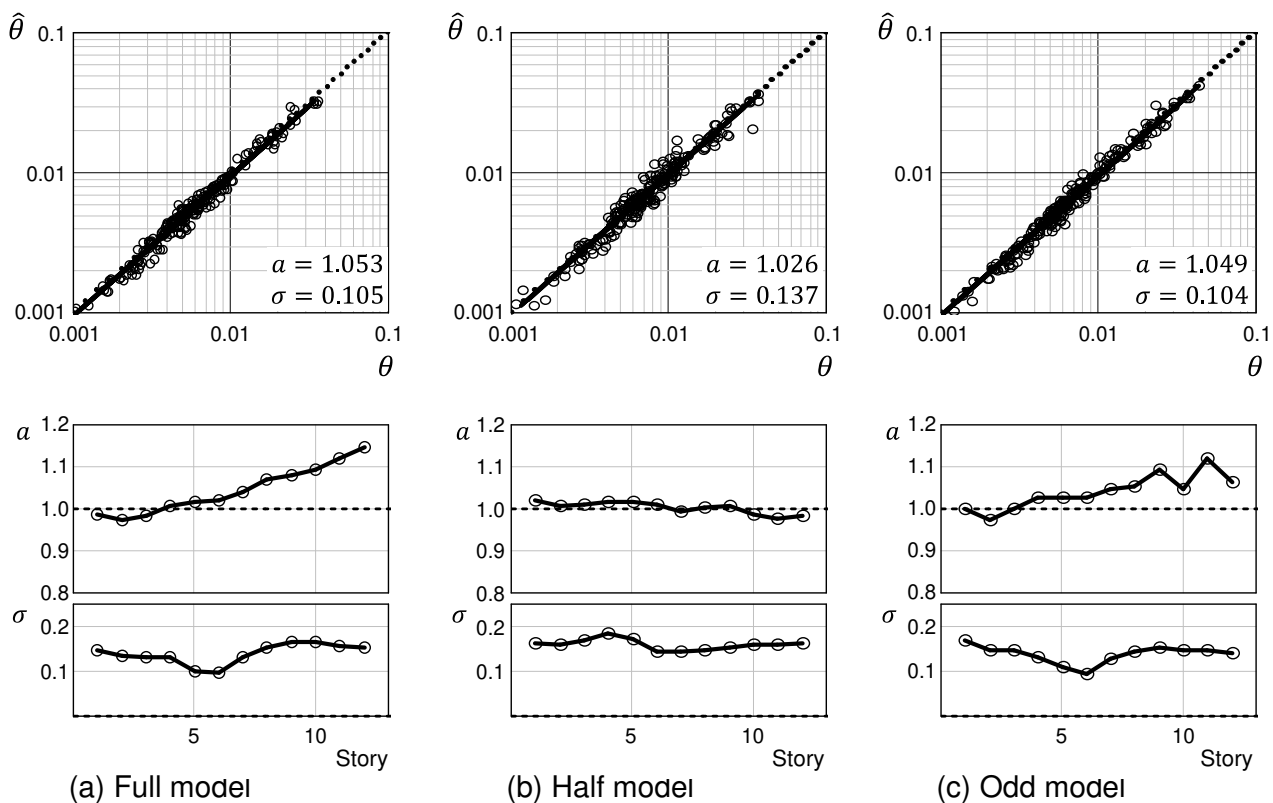 θ̂ 0.1
0.01
0.001
0.001 0.01 0.1
θ
a = 1.053
σ = 0.105
θ̂ 0.1
0.01
0.001
0.001 0.01 0.1
θ
a = 1.026
σ = 0.137
θ̂ 0.1
0.01
0.001
0.001 0.01 0.1
θ
a = 1.049
σ = 0.104
a 1.2
1.1
1.0
0.9
0.8
σ 0.2
0.1
5 10
Story
(a) Full model
a 1.2
1.1
1.0
0.9
0.8
σ 0.2
0.1
5 10
Story
(b) Half model
a 1.2
1.1
1.0
0.9
0.8
σ 0.2
0.1
5 10
Story
(c) Odd model